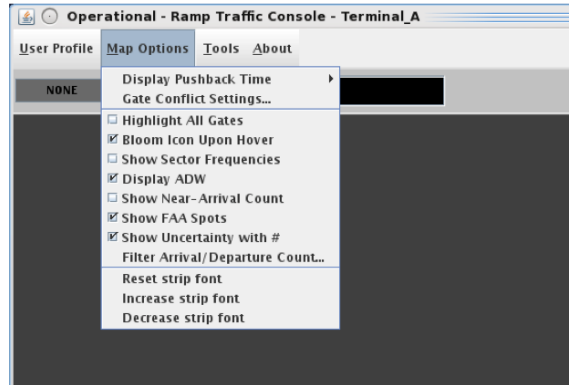 Operational - Ramp Traffic Console - Terminal_A
User Profile Map Options Tools About
NONE
Display Pushback Time
Gate Conflict Settings...
Highlight All Gates
Bloom Icon Upon Hover
Show Sector Frequencies
Display ADW
Show Near-Arrival Count
Show FAA Spots
Show Uncertainty with #
Filter Arrival/Departure Count...
Reset strip font
Increase strip font
Decrease strip font